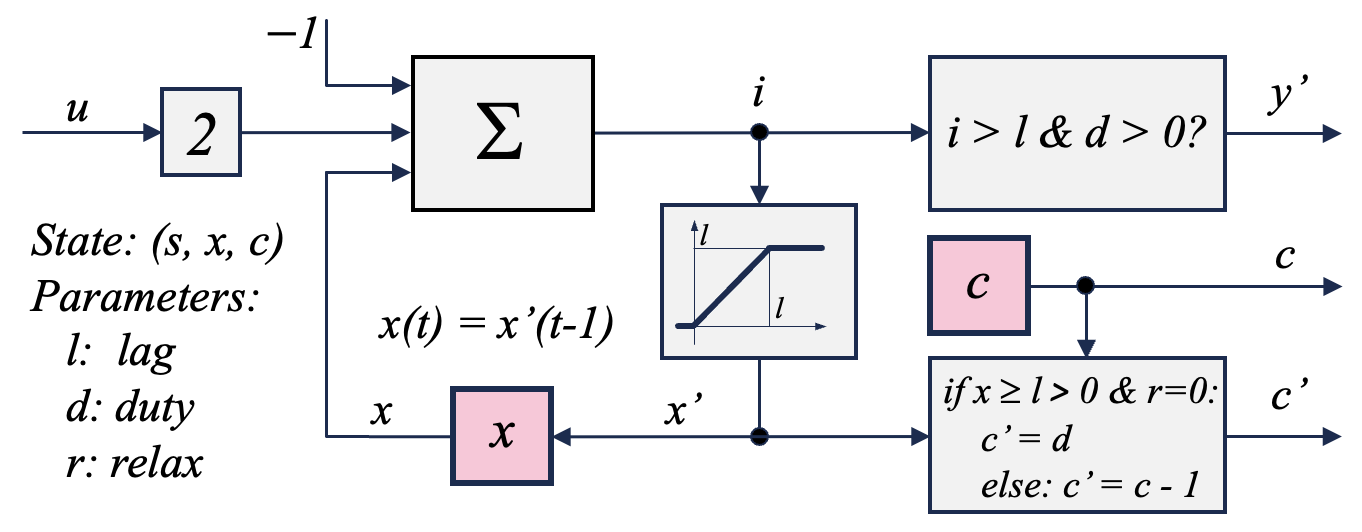 −1
u
2
Σ
i
i > l & d > 0?
y’
State: (s, x, c)
Parameters:
l: lag
d: duty
r: relax
x(t) = x’(t-1)
l
l
c
c
x
x
x’
if x ≥ l > 0 & r=0:
c’ = d
else: c’ = c - 1
c’